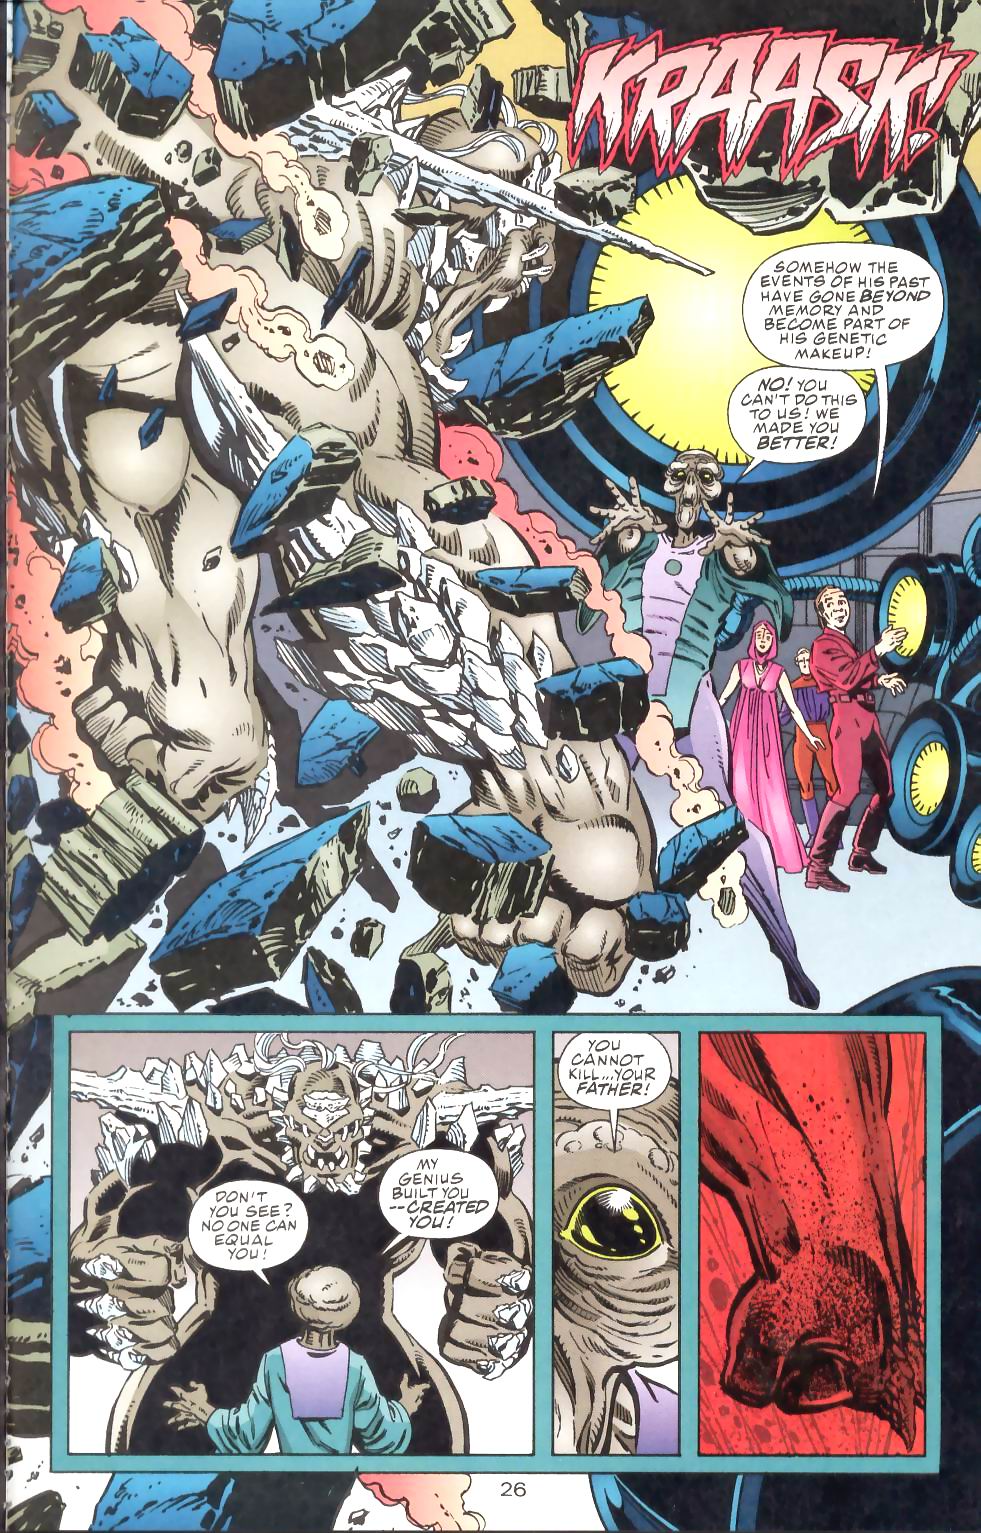 KRAASK!
SOMEHOW THE
EVENTS OF HIS PAST
HAVE GONE BEYOND
MEMORY AND
BECOME PART OF
HIS GENETIC
MAKEUP!
NO! YOU
CAN'T DO THIS
TO US! WE
MADE YOU
BETTER!
DON'T
YOU SEE?
NO ONE CAN
EQUAL
YOU!
MY
GENIUS
BUILT YOU
--CREATED
YOU!
YOU
CANNOT
KILL...YOUR
FATHER!
26